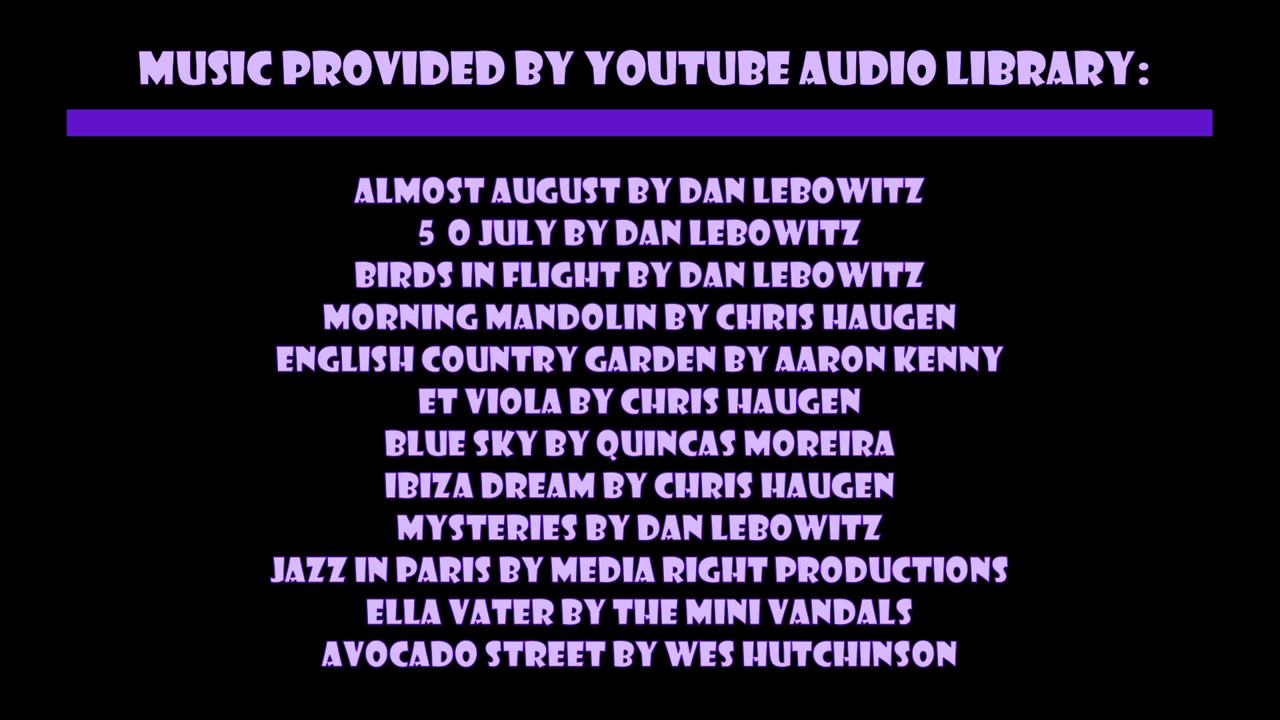 MUSIC PROVIDED BY YOUTUBE AUDIO LIBRARY:
ALMOST AUGUST BY DAN LEBOWITZ
5 O JULY BY DAN LEBOWITZ
BIRDS IN FLIGHT BY DAN LEBOWITZ
MORNING MANDOLIN BY CHRIS HAUGEN
ENGLISH COUNTRY GARDEN BY AARON KENNY
ET VIOLA BY CHRIS HAUGEN
BLUE SKY BY QUINCAS MOREIRA
IBIZA DREAM BY CHRIS HAUGEN
MYSTERIES BY DAN LEBOWITZ
JAZZ IN PARIS BY MEDIA RIGHT PRODUCTIONS
ELLA VATER BY THE MINI VANDALS
AVOCADO STREET BY WES HUTCHINSON